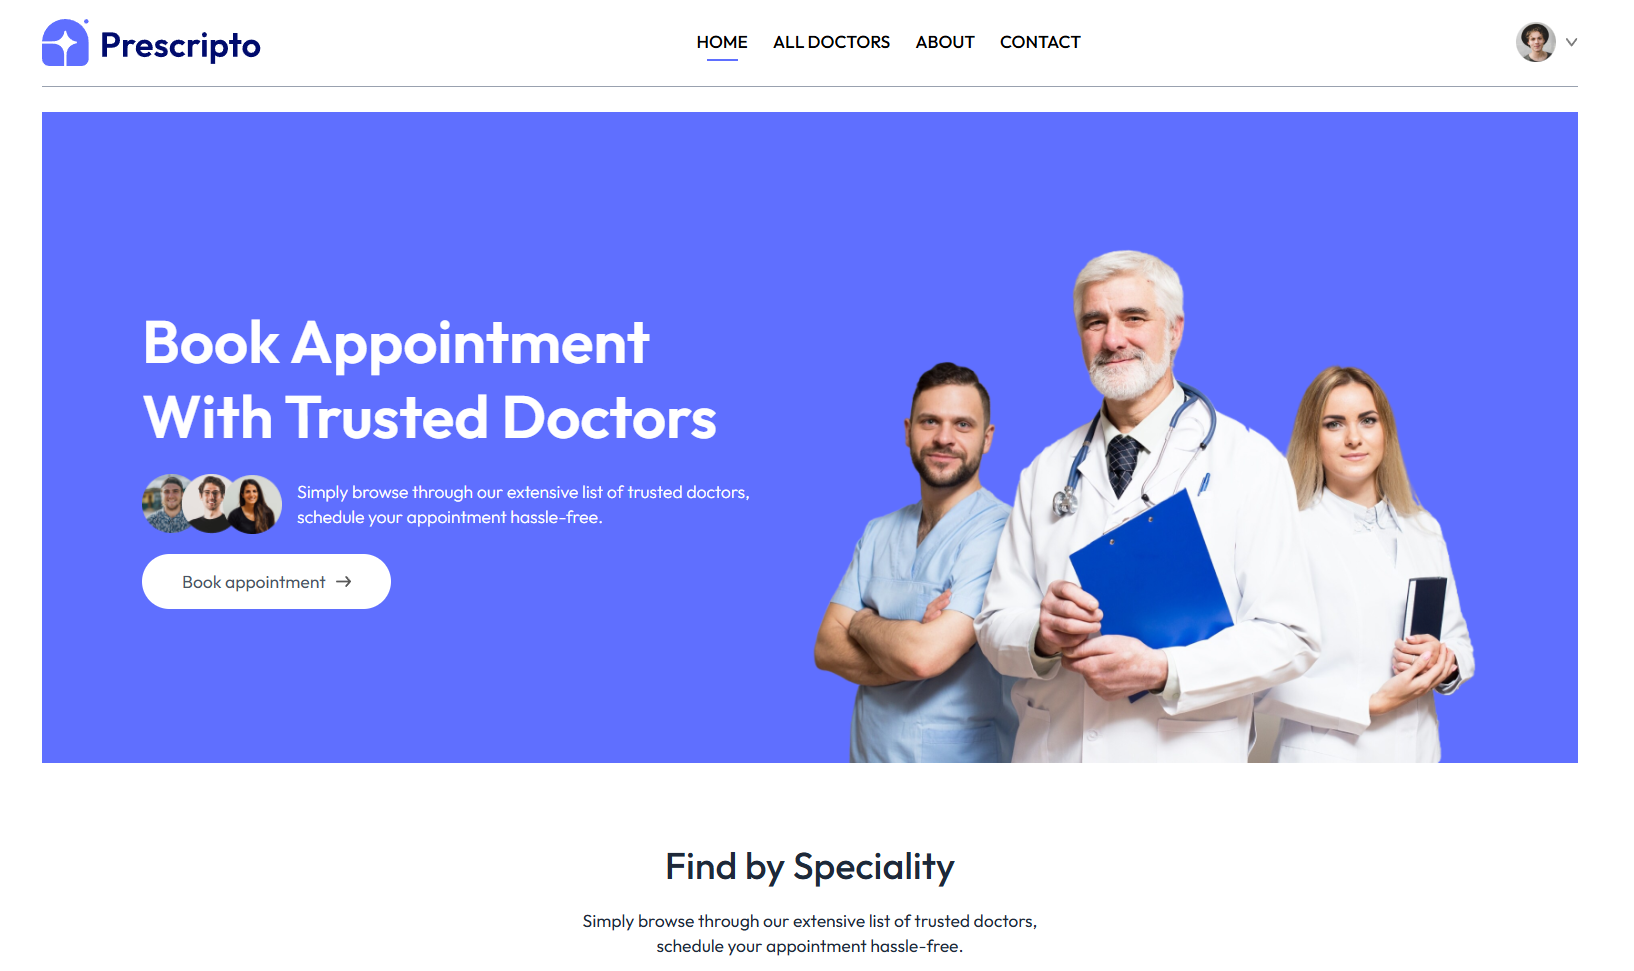 Prescripto
HOME
ALL DOCTORS
ABOUT
CONTACT
Book Appointment
With Trusted Doctors
Simply browse through our extensive list of trusted doctors,
schedule your appointment hassle-free.
Book appointment →
Find by Speciality
Simply browse through our extensive list of trusted doctors,
schedule your appointment hassle-free.